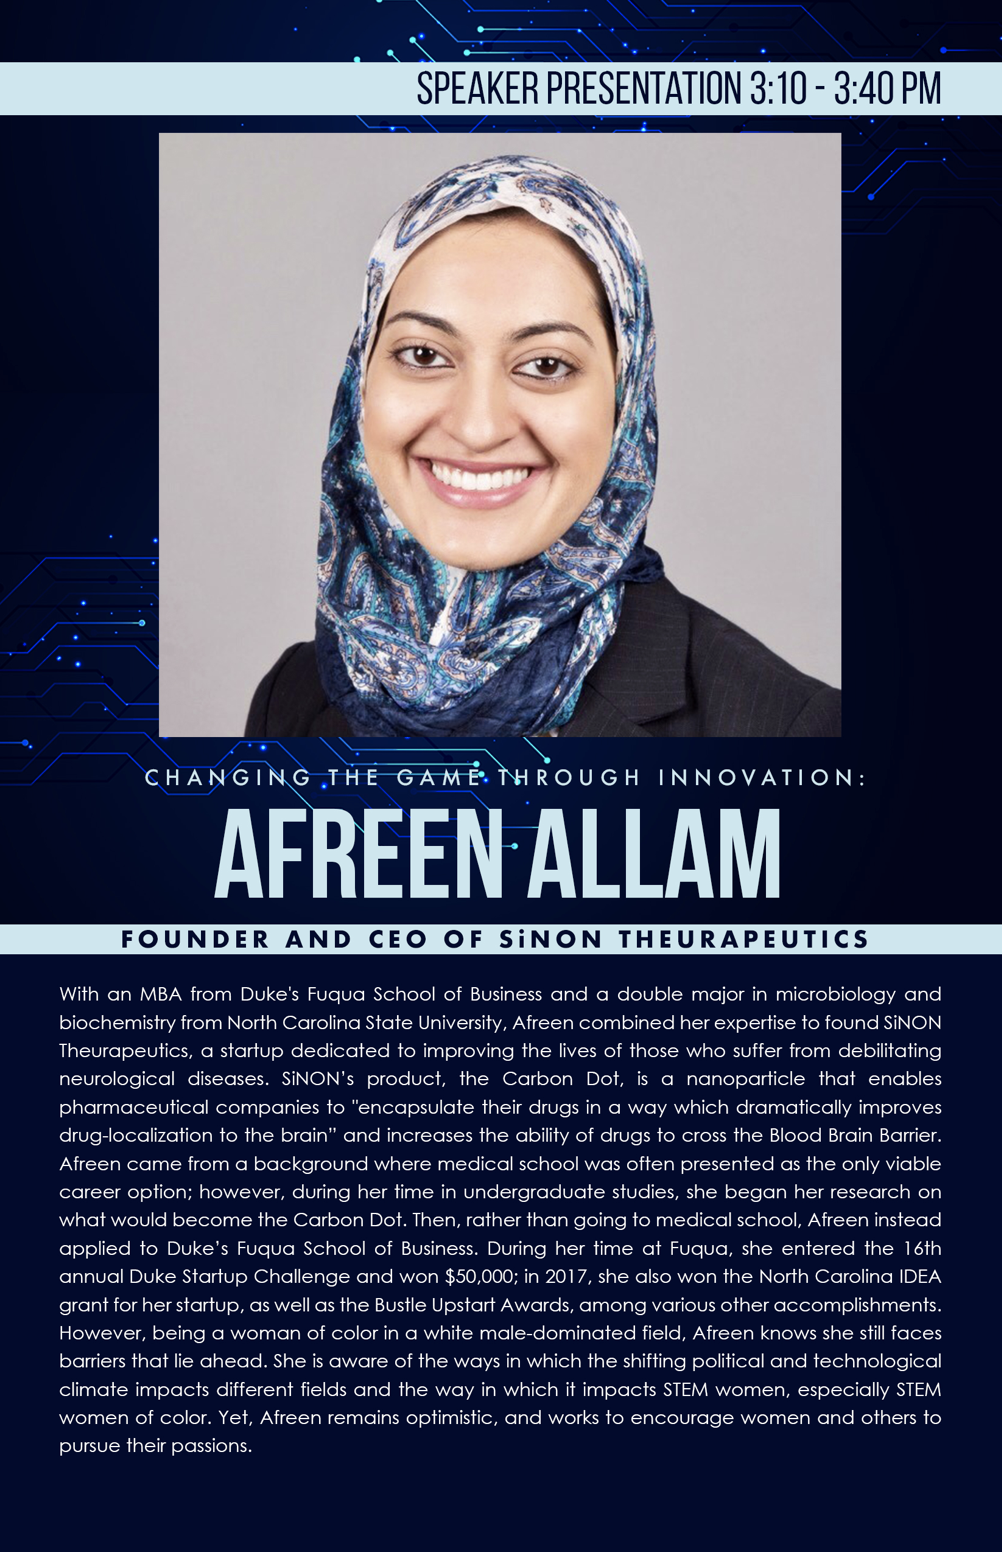 SPEAKER PRESENTATION 3:10 - 3:40 PM
CHANGING THE GAME THROUGH INNOVATION:
AFREEN ALLAM
FOUNDER AND CEO OF SiNON THEURAPEUTICS
With an MBA from Duke's Fuqua School of Business and a double major in microbiology and
biochemistry from North Carolina State University, Afreen combined her expertise to found SiNON
Theurapeutics, a startup dedicated to improving the lives of those who suffer from debilitating
neurological diseases. SiNON’s product, the Carbon Dot, is a nanoparticle that enables
pharmaceutical companies to "encapsulate their drugs in a way which dramatically improves
drug-localization to the brain” and increases the ability of drugs to cross the Blood Brain Barrier.
Afreen came from a background where medical school was often presented as the only viable
career option; however, during her time in undergraduate studies, she began her research on
what would become the Carbon Dot. Then, rather than going to medical school, Afreen instead
applied to Duke’s Fuqua School of Business. During her time at Fuqua, she entered the 16th
annual Duke Startup Challenge and won $50,000; in 2017, she also won the North Carolina IDEA
grant for her startup, as well as the Bustle Upstart Awards, among various other accomplishments.
However, being a woman of color in a white male-dominated field, Afreen knows she still faces
barriers that lie ahead. She is aware of the ways in which the shifting political and technological
climate impacts different fields and the way in which it impacts STEM women, especially STEM
women of color. Yet, Afreen remains optimistic, and works to encourage women and others to
pursue their passions.